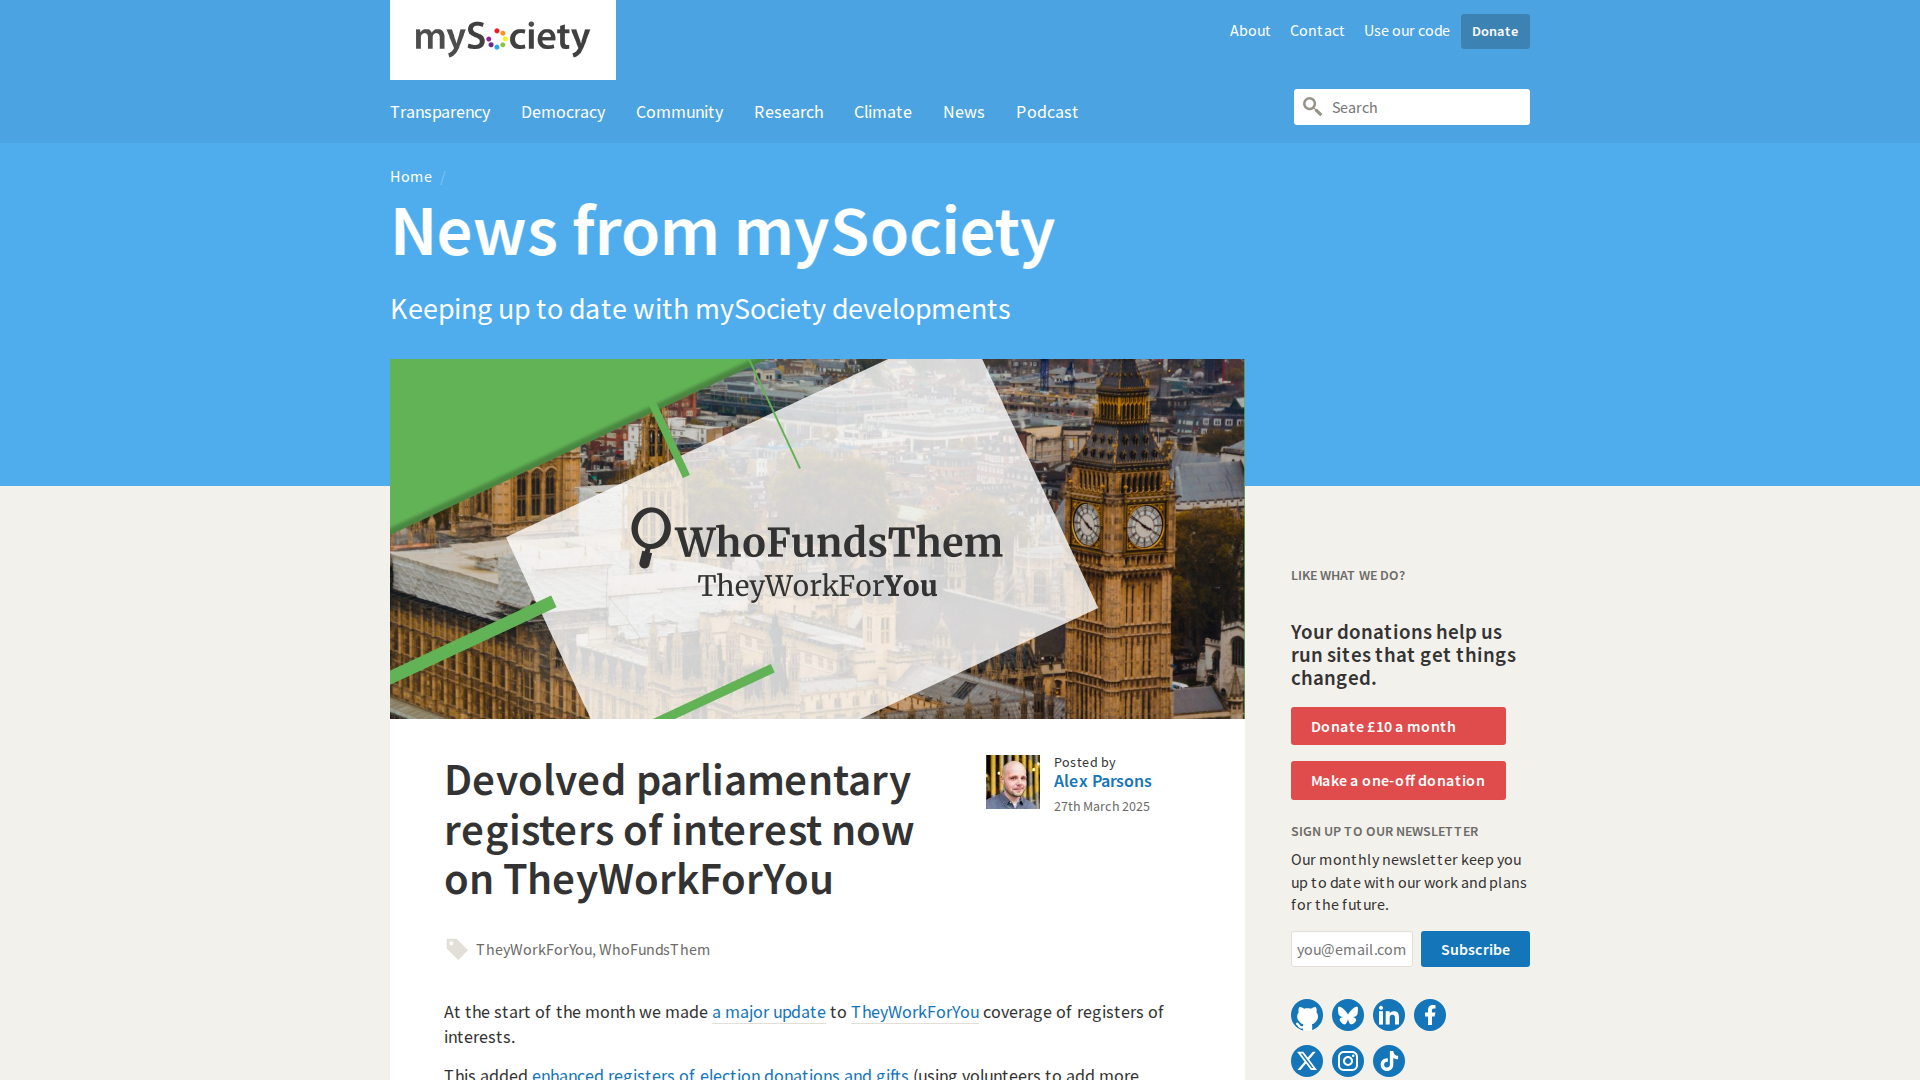 mySociety
About Contact Use our code Donate
Transparency Democracy Community Research Climate News Podcast
Search
Home /
News from mySociety
Keeping up to date with mySociety developments
WhoFundsThem
TheyWorkForYou
Devolved parliamentary
registers of interest now
on TheyWorkForYou
Posted by
Alex Parsons
27th March 2025
TheyWorkForYou, WhoFundsThem
At the start of the month we made a major update to TheyWorkForYou coverage of registers of
interests.
This added enhanced registers of election donations and gifts (using volunteers to add more
LIKE WHAT WE DO?
Your donations help us
run sites that get things
changed.
Donate £10 a month
Make a one-off donation
SIGN UP TO OUR NEWSLETTER
Our monthly newsletter keep you
up to date with our work and plans
for the future.
you@email.com Subscribe